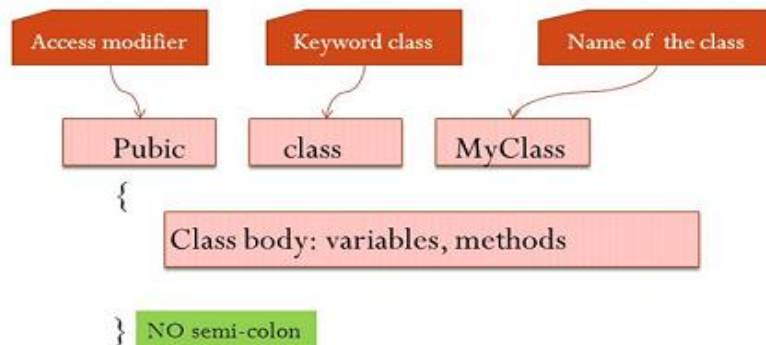 Access modifier
Keyword class
Name of the class
Pubic
class
MyClass
{
Class body: variables, methods
}
NO semi-colon